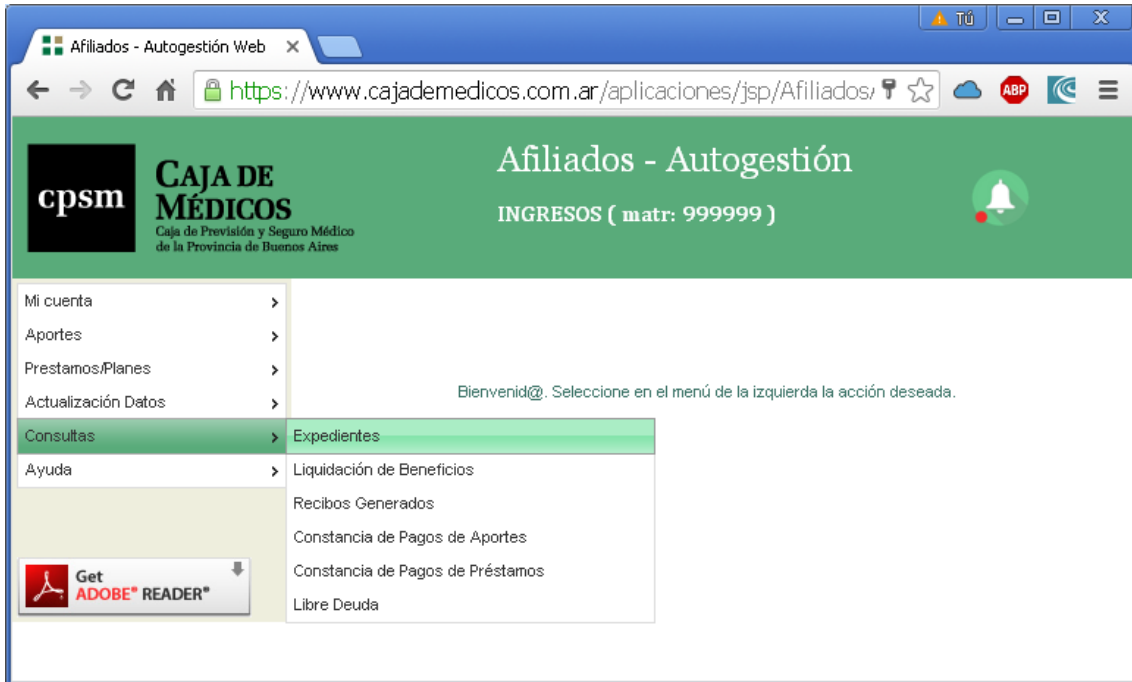 Tú
Afiliados - Autogestión Web
https://www.cajademedicos.com.ar/aplicaciones/jsp/Afiliados/
ABP
cpsm
CAJA DE
MÉDICOS
Caja de Previsión y Seguro Médico
de la Provincia de Buenos Aires
Afiliados - Autogestión
INGRESOS ( matr: 999999 )
Mi cuenta
Aportes
Prestamos/Planes
Actualización Datos
Consultas
Ayuda
Bienvenid@. Seleccione en el menú de la izquierda la acción deseada.
Expedientes
Liquidación de Beneficios
Recibos Generados
Constancia de Pagos de Aportes
Constancia de Pagos de Préstamos
Libre Deuda
Get
ADOBE® READER®